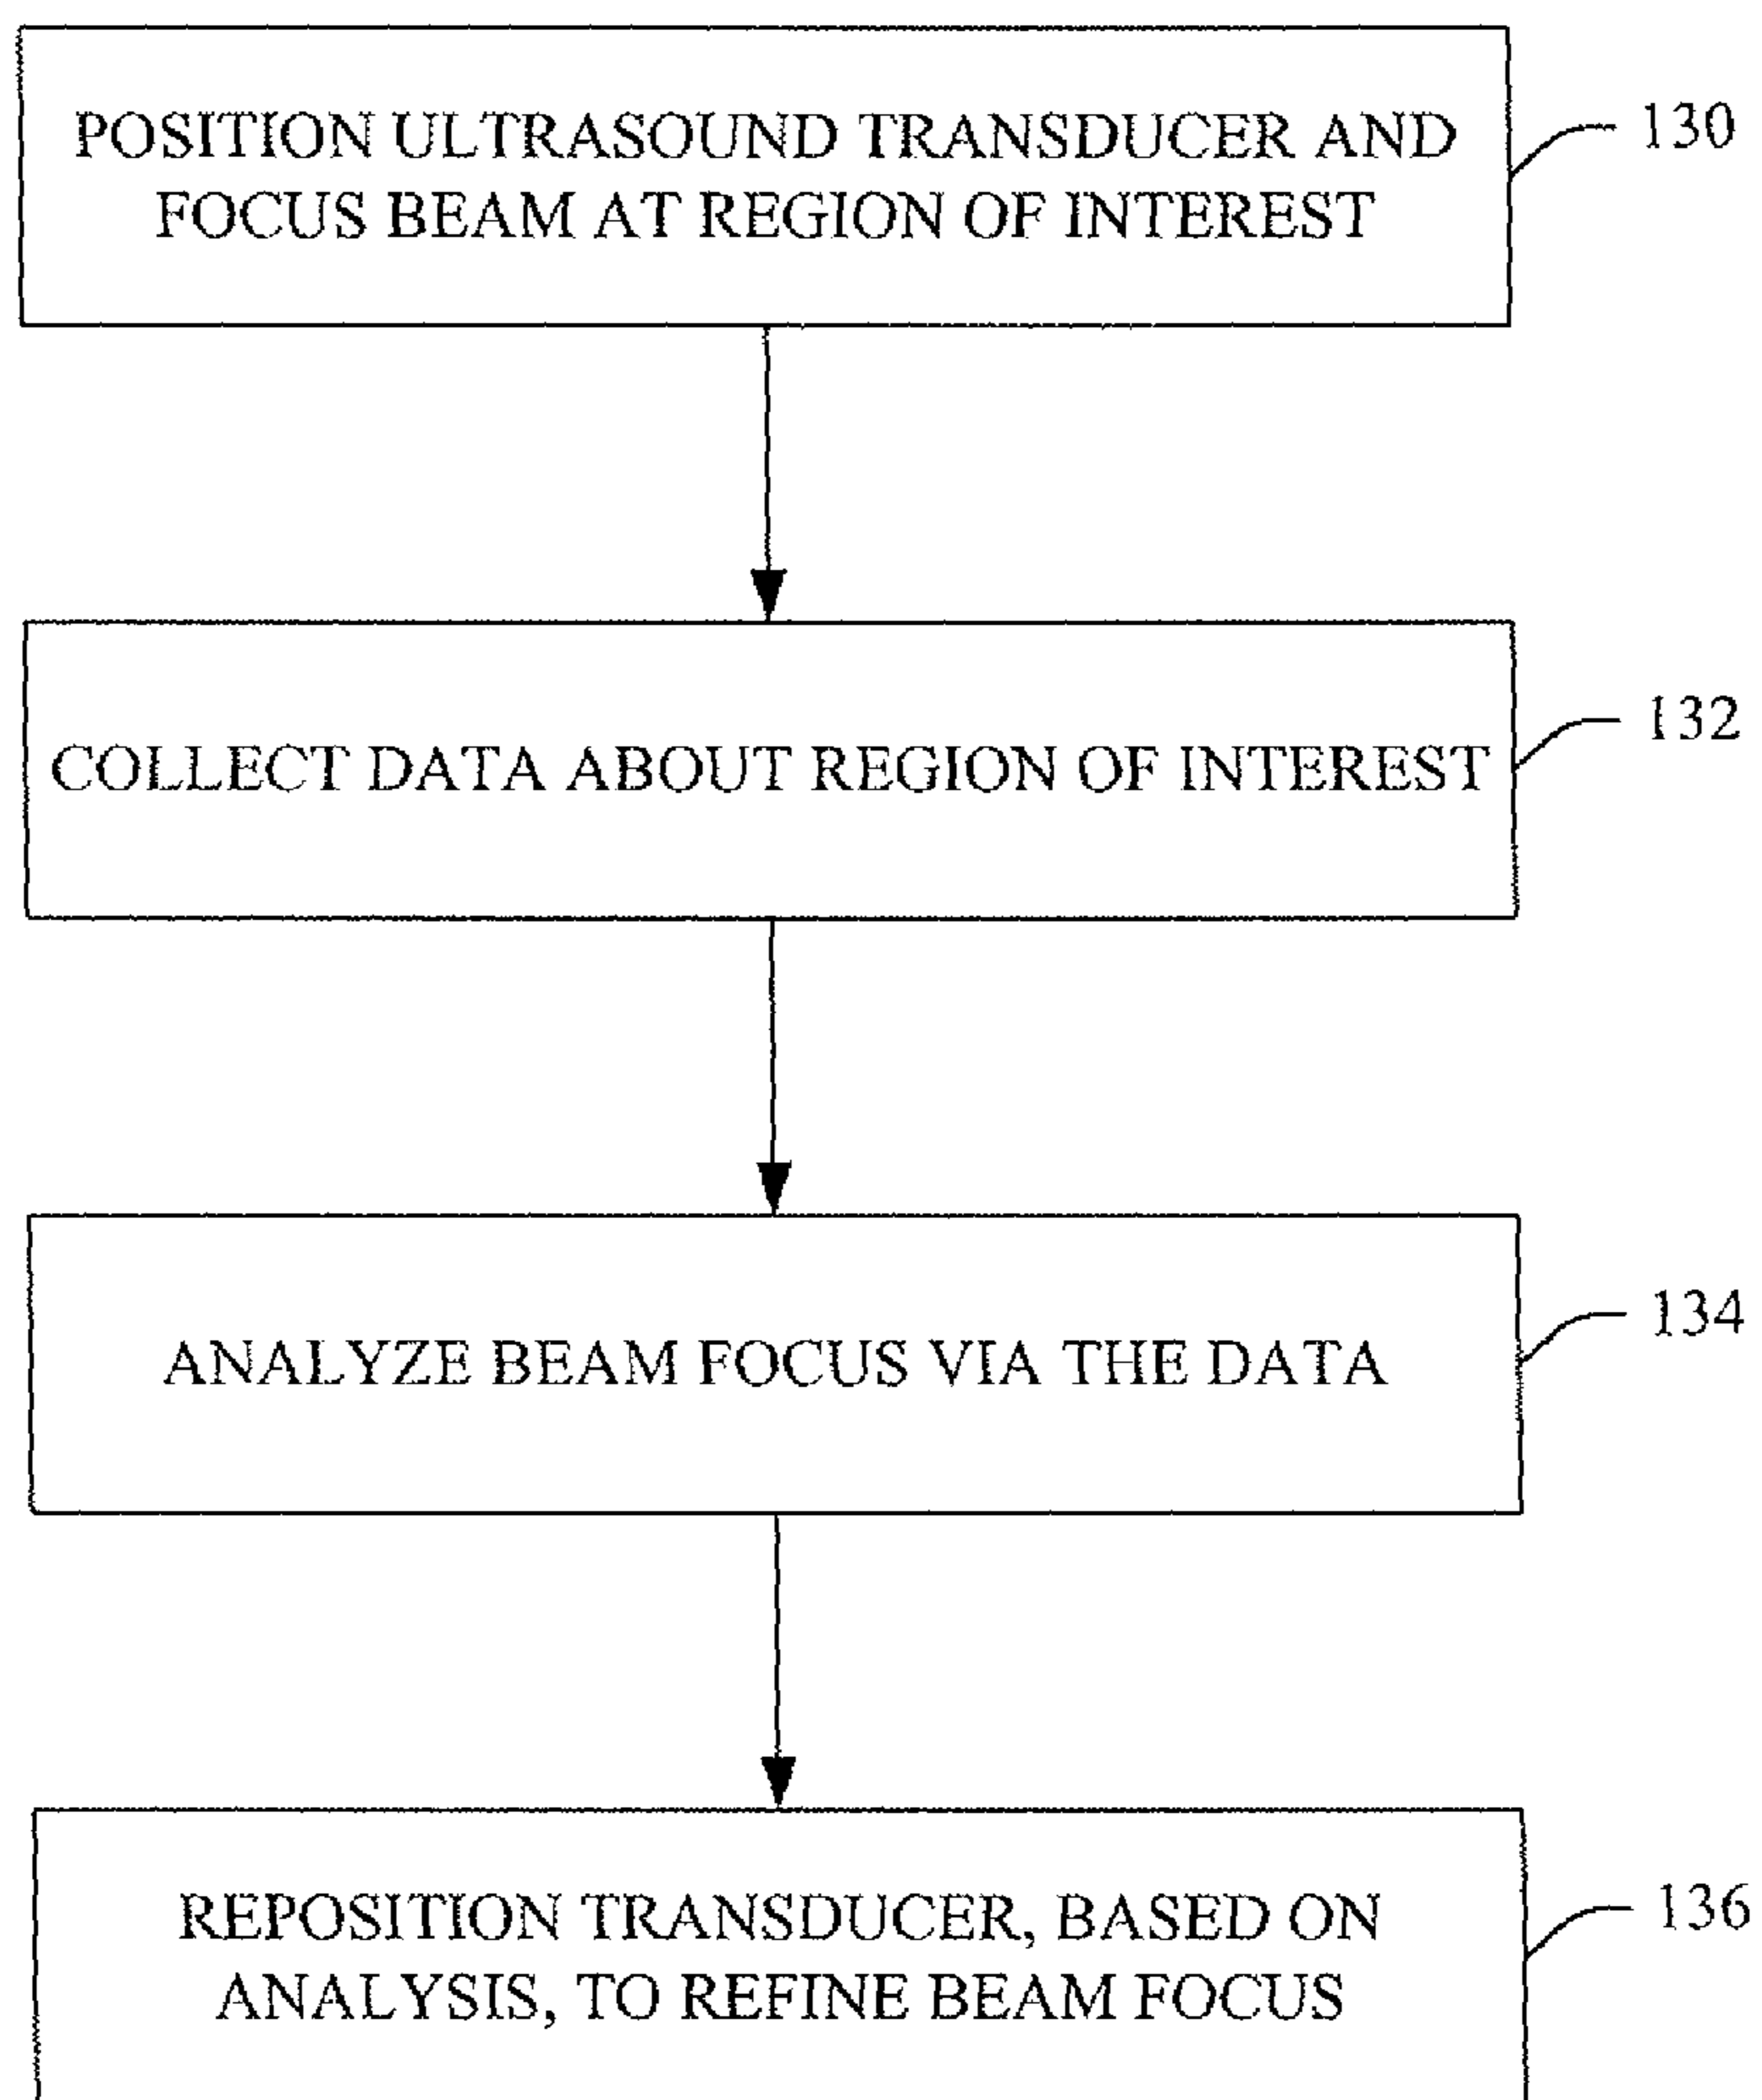 POSITION ULTRASOUND TRANSDUCER AND
FOCUS BEAM AT REGION OF INTEREST
130
COLLECT DATA ABOUT REGION OF INTEREST
132
ANALYZE BEAM FOCUS VIA THE DATA
134
REPOSITION TRANSDUCER, BASED ON
ANALYSIS, TO REFINE BEAM FOCUS
136